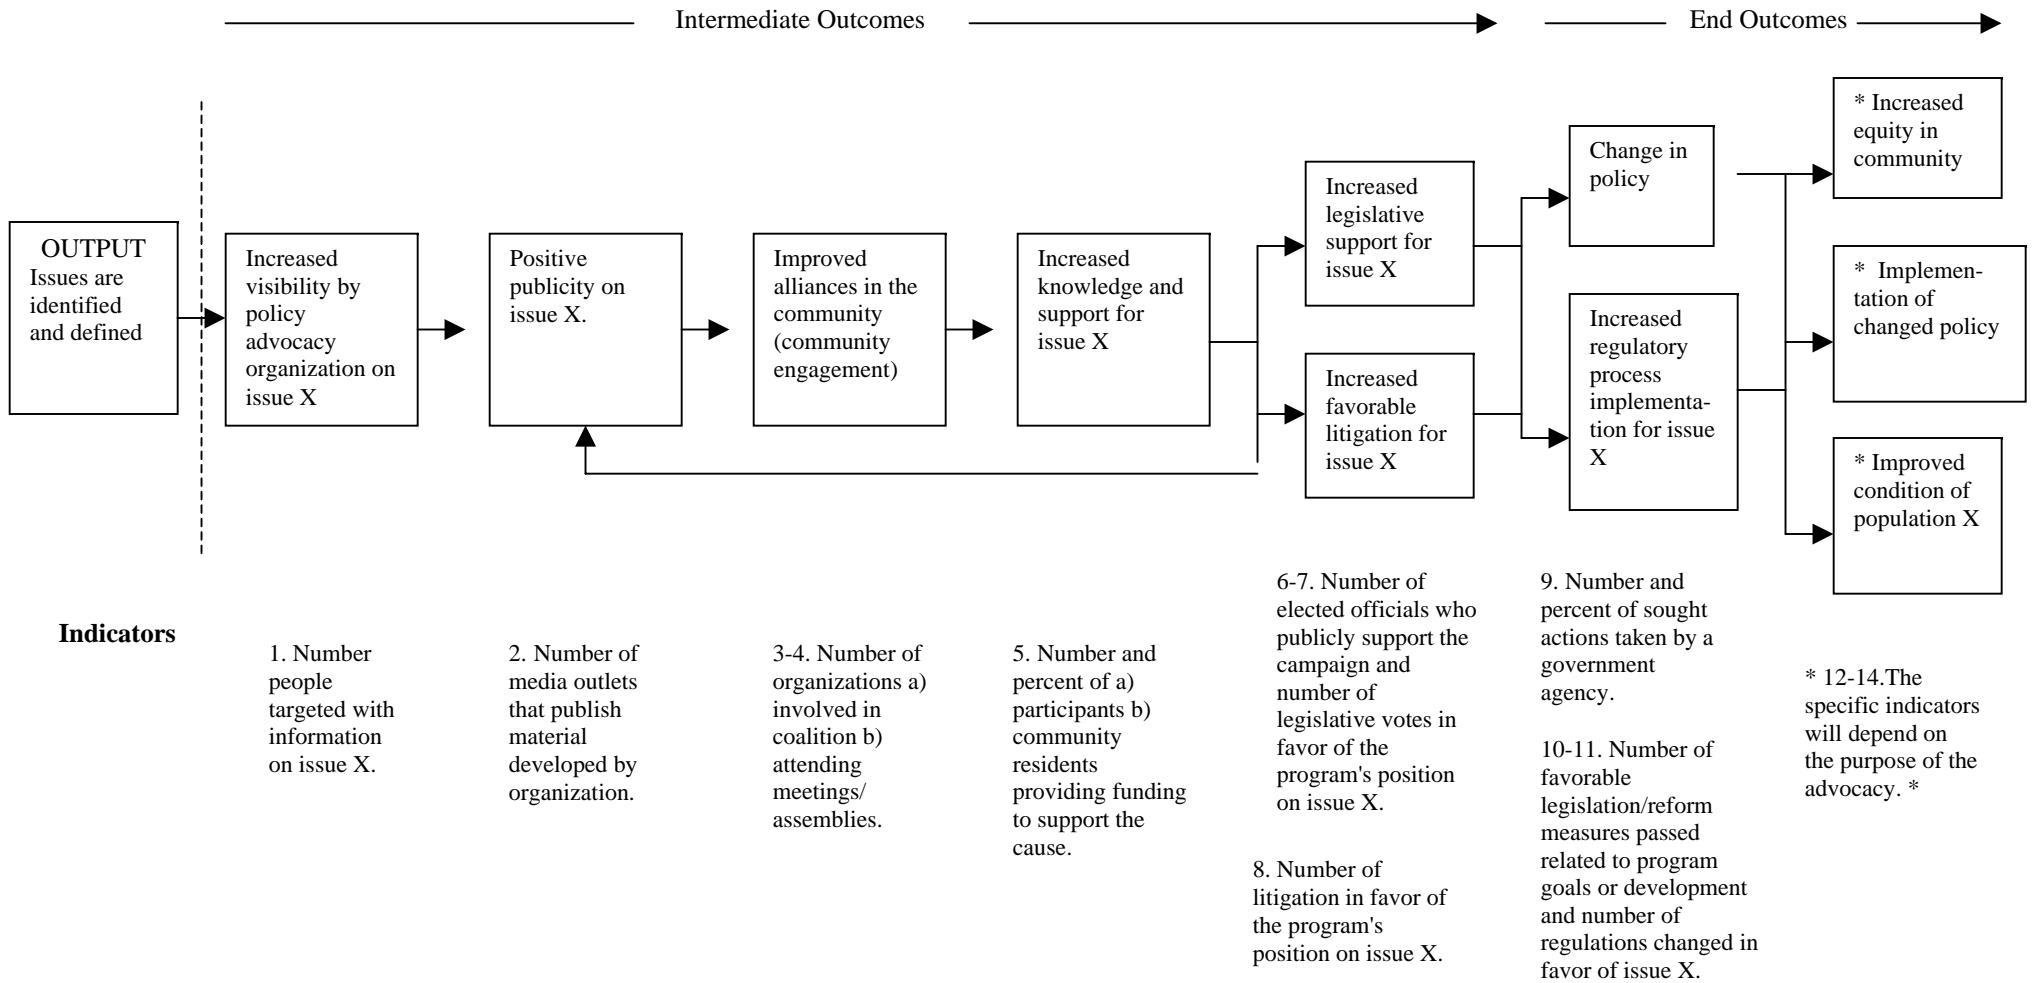 Intermediate Outcomes
End Outcomes
OUTPUT
Issues are
identified
and defined
Increased
visibility by
policy
advocacy
organization on
issue X
Positive
publicity on
issue X.
Improved
alliances in the
community
(community
engagement)
Increased
knowledge and
support for
issue X
Increased
legislative
support for
issue X
Increased
favorable
litigation for
issue X
Change in
policy
Increased
regulatory
process
implementa-
tion for issue
X
* Increased
equity in
community
* Implemen-
tation of
changed policy
* Improved
condition of
population X
Indicators
1. Number
people
targeted with
information
on issue X.
2. Number of
media outlets
that publish
material
developed by
organization.
3-4. Number of
organizations a)
involved in
coalition b)
attending
meetings/
assemblies.
5. Number and
percent of a)
participants b)
community
residents
providing funding
to support the
cause.
6-7. Number of
elected officials who
publicly support the
campaign and
number of
legislative votes in
favor of the
program's position
on issue X.
8. Number of
litigation in favor of
the program's
position on issue X.
9. Number and
percent of sought
actions taken by a
government
agency.
10-11. Number of
favorable
legislation/reform
measures passed
related to program
goals or development
and number of
regulations changed in
favor of issue X.
* 12-14.The
specific indicators
will depend on
the purpose of the
advocacy. *